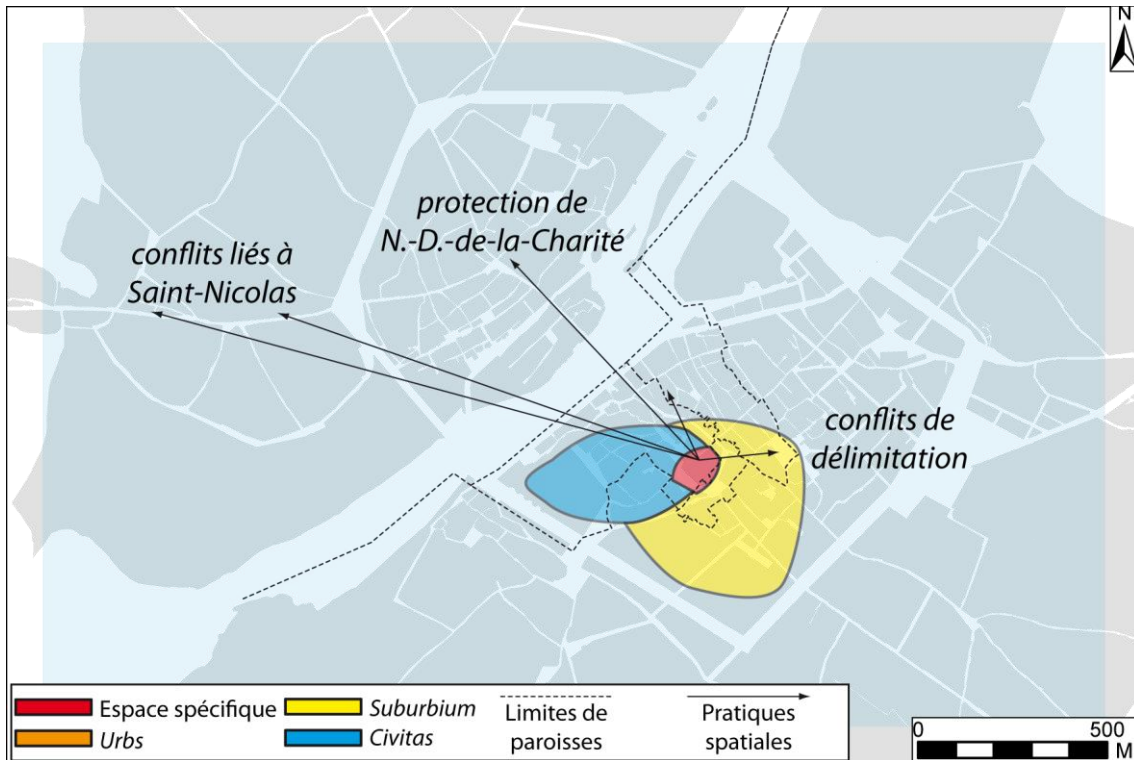 N
protection de
N.-D.-de-la-Charité
conflits liés à
Saint-Nicolas
conflits de
délimitation
Espace spécifique
Urbs
Suburbium
Civitas
Limites de
paroisses
Pratiques
spatiales
0 500
M